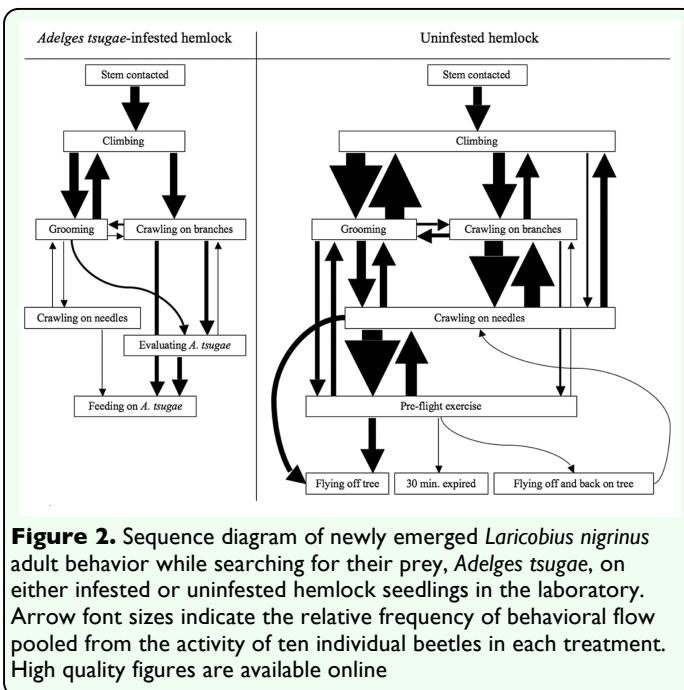 Adelges tsugae-infested hemlock
Uninfested hemlock
Stem contacted
Stem contacted
Climbing
Climbing
Grooming
Crawling on branches
Grooming
Crawling on branches
Crawling on needles
Crawling on needles
Evaluating A. tsugae
Feeding on A. tsugae
Pre-flight exercise
Flying off tree
30 min. expired
Flying off and back on tree
Figure 2. Sequence diagram of newly emerged Laricobius nigrinus
adult behavior while searching for their prey, Adelges tsugae, on
either infested or uninfested hemlock seedlings in the laboratory.
Arrow font sizes indicate the relative frequency of behavioral flow
pooled from the activity of ten individual beetles in each treatment.
High quality figures are available online